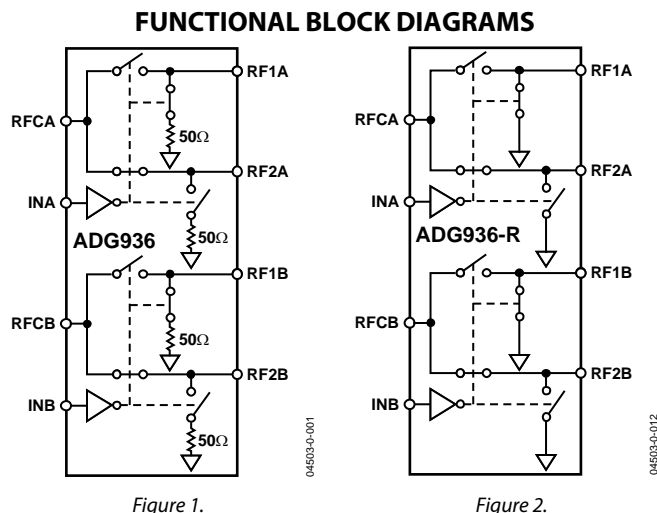 FUNCTIONAL BLOCK DIAGRAMS
RF1A
RFCA
50Ω
RF2A
INA
50Ω
ADG936
RF1B
RFCB
50Ω
RF2B
INB
50Ω
04503-0-001
Figure 1.
RF1A
RFCA
RF2A
INA
ADG936-R
RF1B
RFCB
RF2B
INB
04503-0-012
Figure 2.